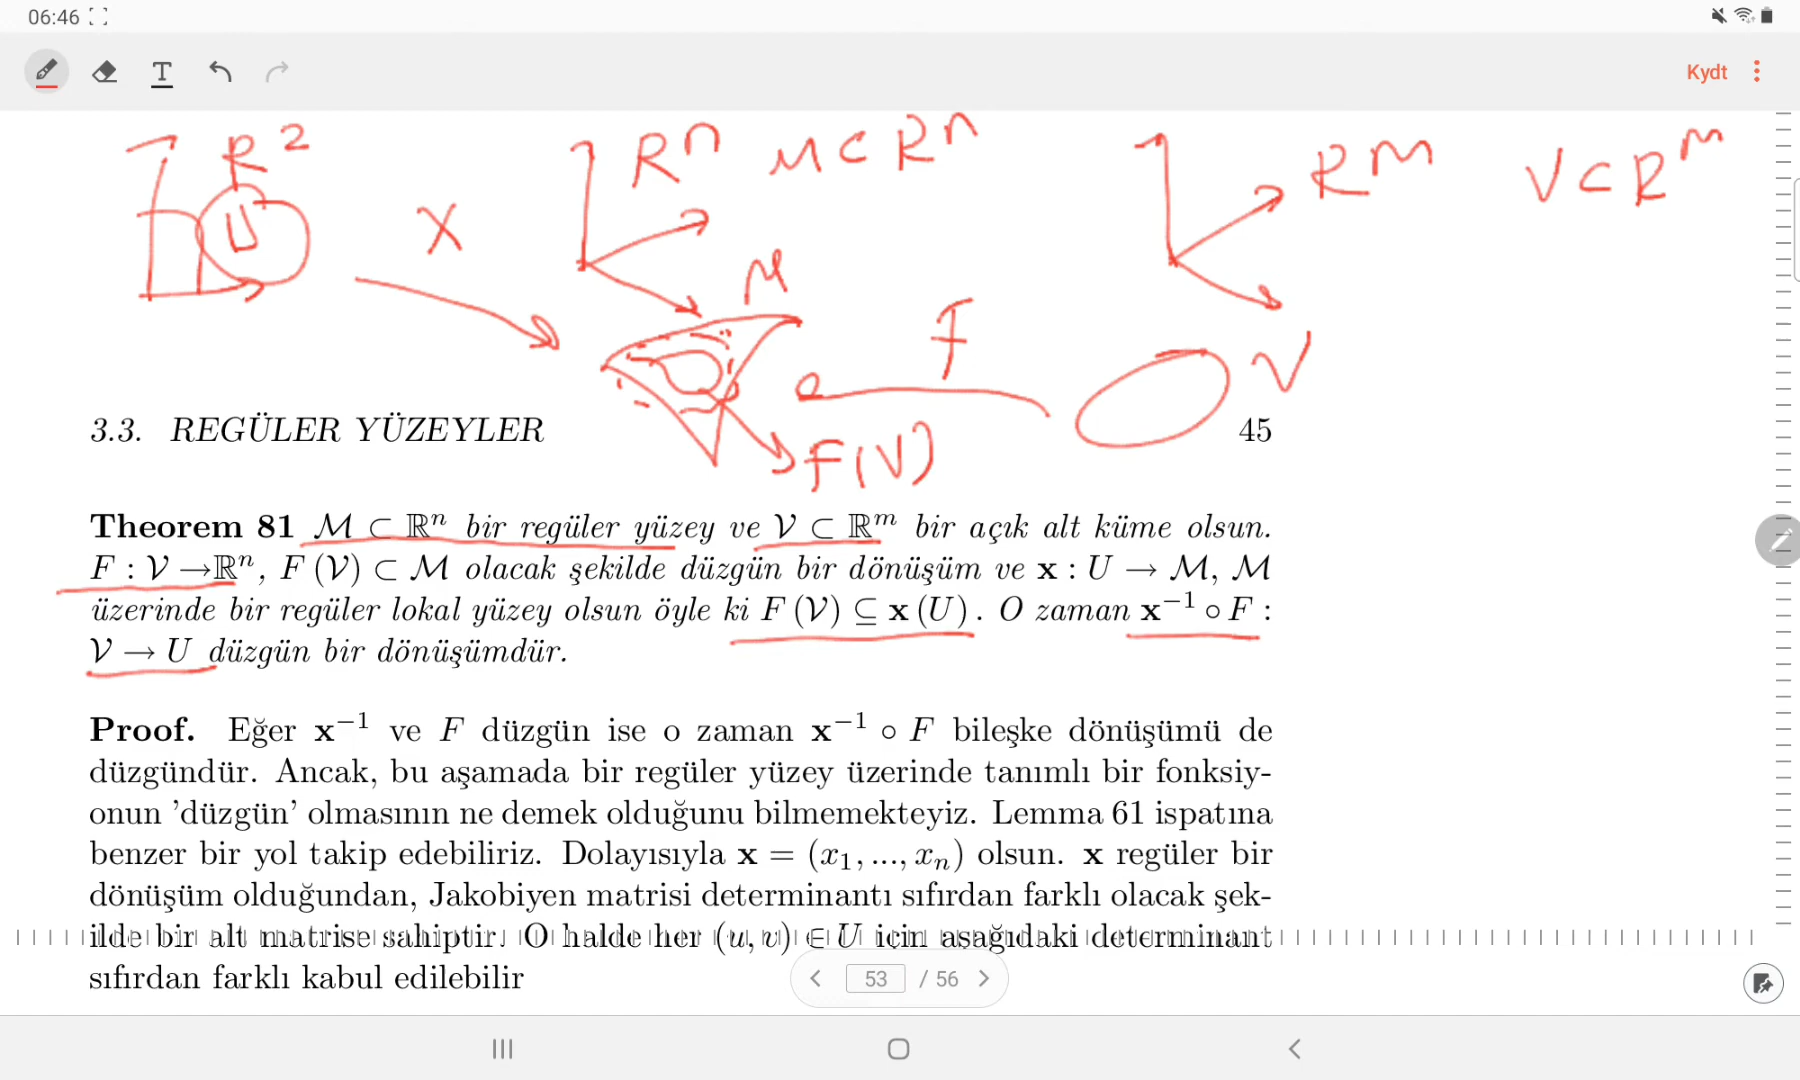 06:46
Kydt
R² X Rⁿ M ⊂ Rⁿ Rᵐ V ⊂ Rᵐ
U
M
F V
F(V)
3.3. REGÜLER YÜZEYLER 45
Theorem 81 ℳ ⊂ ℝⁿ bir regüler yüzey ve 𝒱 ⊂ ℝᵐ bir açık alt küme olsun.
F : 𝒱 →ℝⁿ, F (𝒱) ⊂ ℳ olacak şekilde düzgün bir dönüşüm ve x : U → ℳ, ℳ
üzerinde bir regüler lokal yüzey olsun öyle ki F (𝒱) ⊆ x (U). O zaman x⁻¹ ∘ F :
𝒱 → U düzgün bir dönüşümdür.
Proof. Eğer x⁻¹ ve F düzgün ise o zaman x⁻¹ ∘ F bileşke dönüşümü de
düzgündür. Ancak, bu aşamada bir regüler yüzey üzerinde tanımlı bir fonksiy-
onun 'düzgün' olmasının ne demek olduğunu bilmemekteyiz. Lemma 61 ispatına
benzer bir yol takip edebiliriz. Dolayısıyla x = (x₁, ..., xₙ) olsun. x regüler bir
dönüşüm olduğundan, Jakobiyen matrisi determinantı sıfırdan farklı olacak şek-
ilde bir alt matrise sahiptir. O halde her (u, v) ∈ U için aşağıdaki determinant
sıfırdan farklı kabul edilebilir
53 / 56